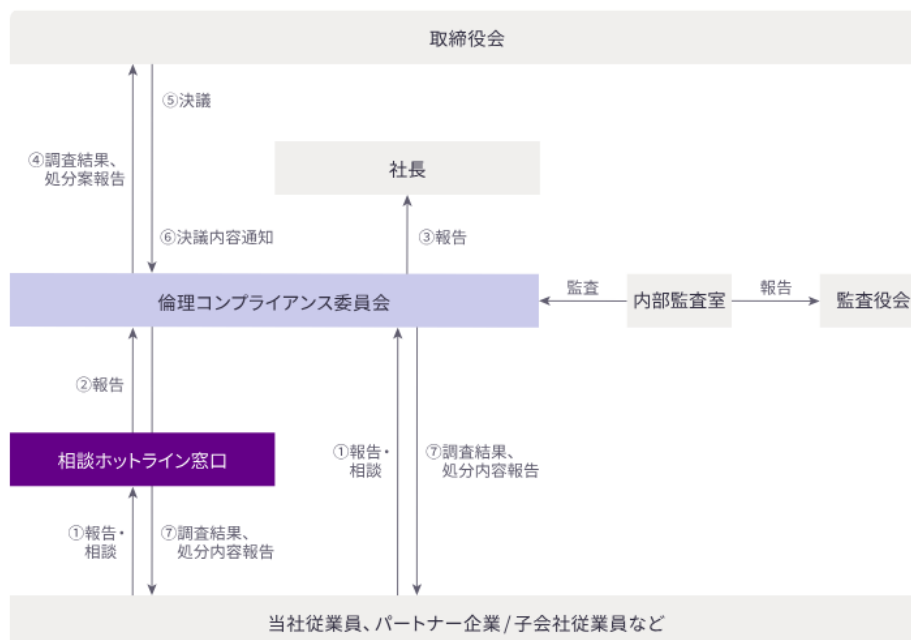 取締役会
⑤決議
④調査結果、
処分案報告
社長
⑥決議内容通知
③報告
倫理コンプライアンス委員会
監査
内部監査室
報告
監査役会
②報告
相談ホットライン窓口
①報告・
相談
⑦調査結果、
処分内容報告
①報告・
相談
⑦調査結果、
処分内容報告
当社従業員、パートナー企業/子会社従業員など